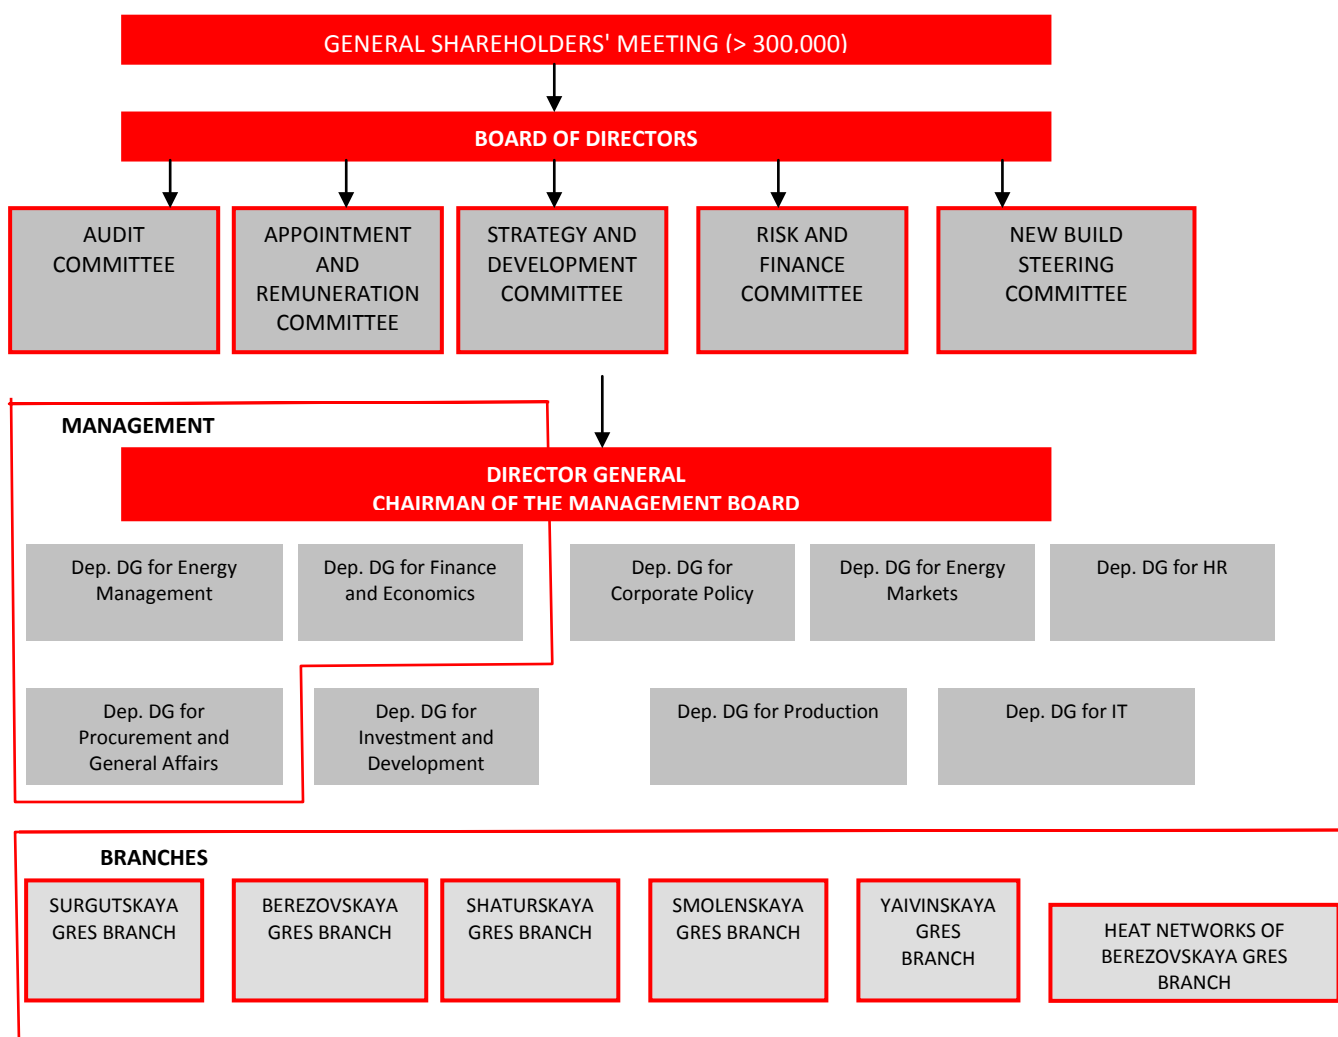 GENERAL SHAREHOLDERS' MEETING (> 300,000)
BOARD OF DIRECTORS
AUDIT
COMMITTEE
APPOINTMENT
AND
REMUNERATION
COMMITTEE
STRATEGY AND
DEVELOPMENT
COMMITTEE
RISK AND
FINANCE
COMMITTEE
NEW BUILD
STEERING
COMMITTEE
MANAGEMENT
DIRECTOR GENERAL
CHAIRMAN OF THE MANAGEMENT BOARD
Dep. DG for Energy
Management
Dep. DG for Finance
and Economics
Dep. DG for
Corporate Policy
Dep. DG for Energy
Markets
Dep. DG for HR
Dep. DG for
Procurement and
General Affairs
Dep. DG for
Investment and
Development
Dep. DG for Production
Dep. DG for IT
BRANCHES
SURGUTSKAYA
GRES BRANCH
BEREZOVSKAYA
GRES BRANCH
SHATURSKAYA
GRES BRANCH
SMOLENSKAYA
GRES BRANCH
YAIVINSKAYA
GRES
BRANCH
HEAT NETWORKS OF
BEREZOVSKAYA GRES
BRANCH